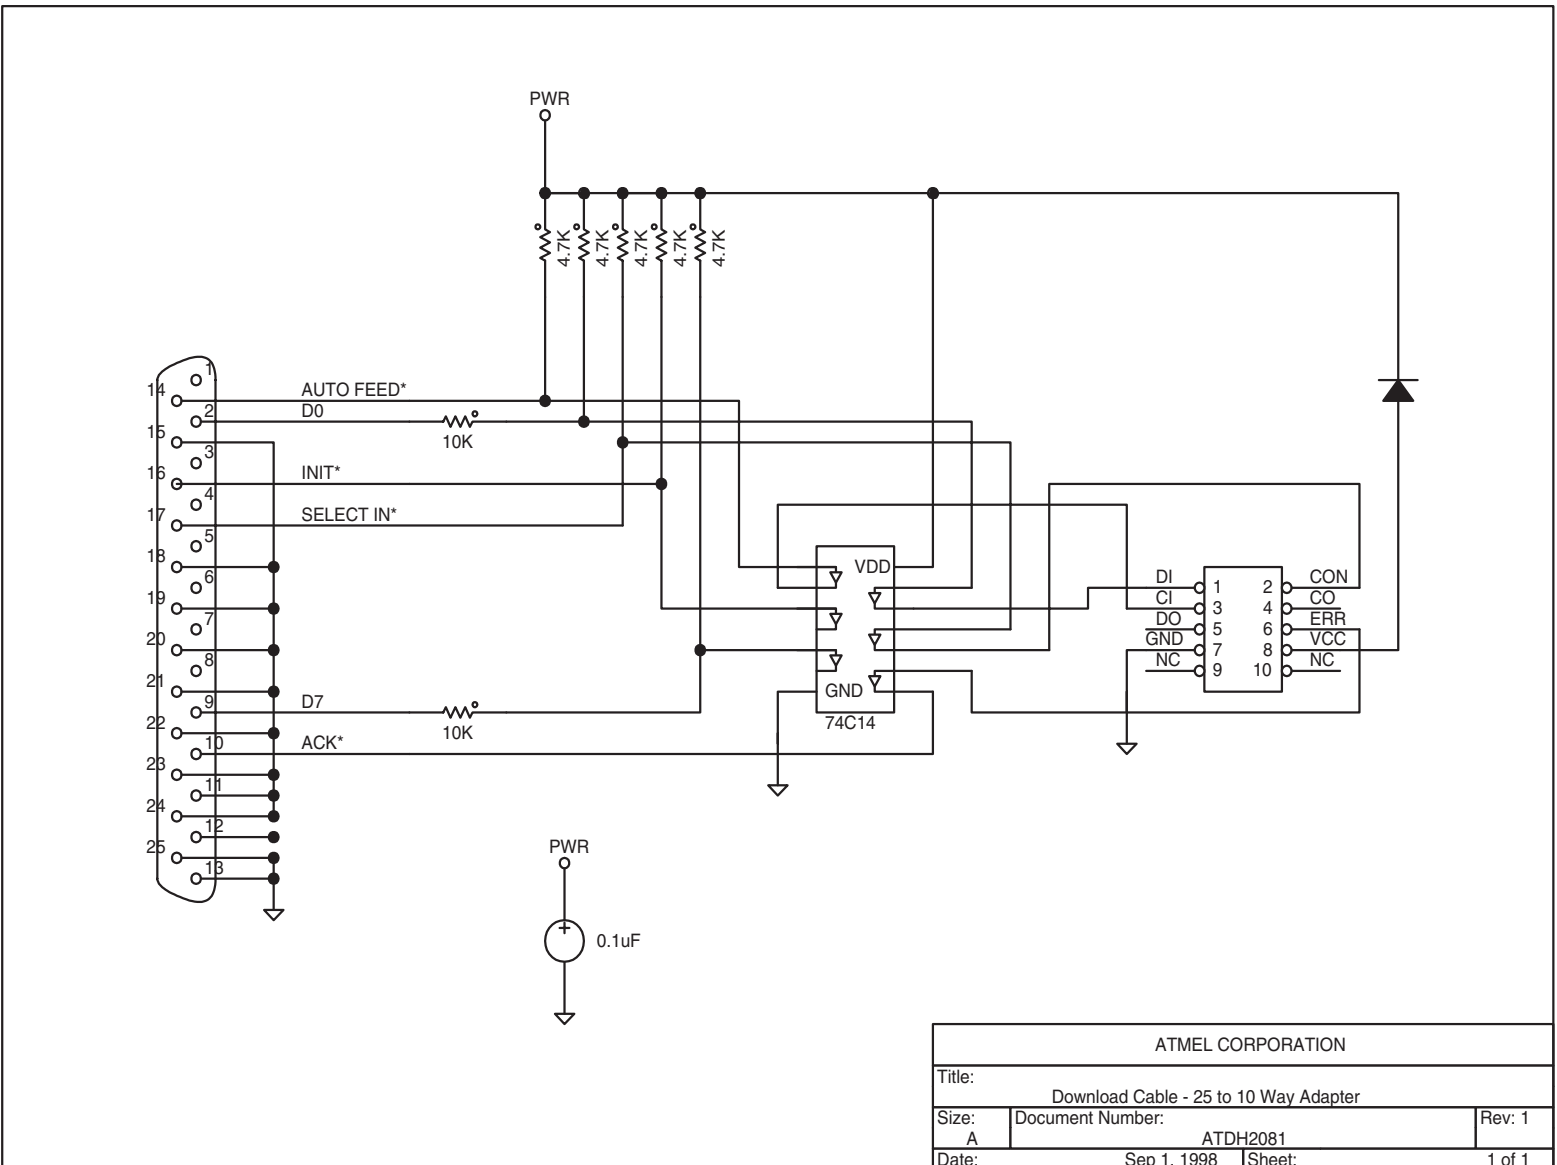 PWR
4.7K
4.7K
4.7K
4.7K
4.7K
1
14
AUTO FEED*
2
D0
10K
15
3
16
INIT*
4
17
SELECT IN*
5
18
6
19
7
20
8
21
9
D7
10K
22
10
ACK*
23
11
24
12
25
13
VDD
GND
74C14
DI 1 2 CON
CI 3 4 CO
DO 5 6 ERR
GND 7 8 VCC
NC 9 10 NC
PWR
+
0.1uF
ATMEL CORPORATION
Title:
Download Cable - 25 to 10 Way Adapter
Size: Document Number: Rev: 1
A ATDH2081
Date: Sep 1, 1998 Sheet: 1 of 1